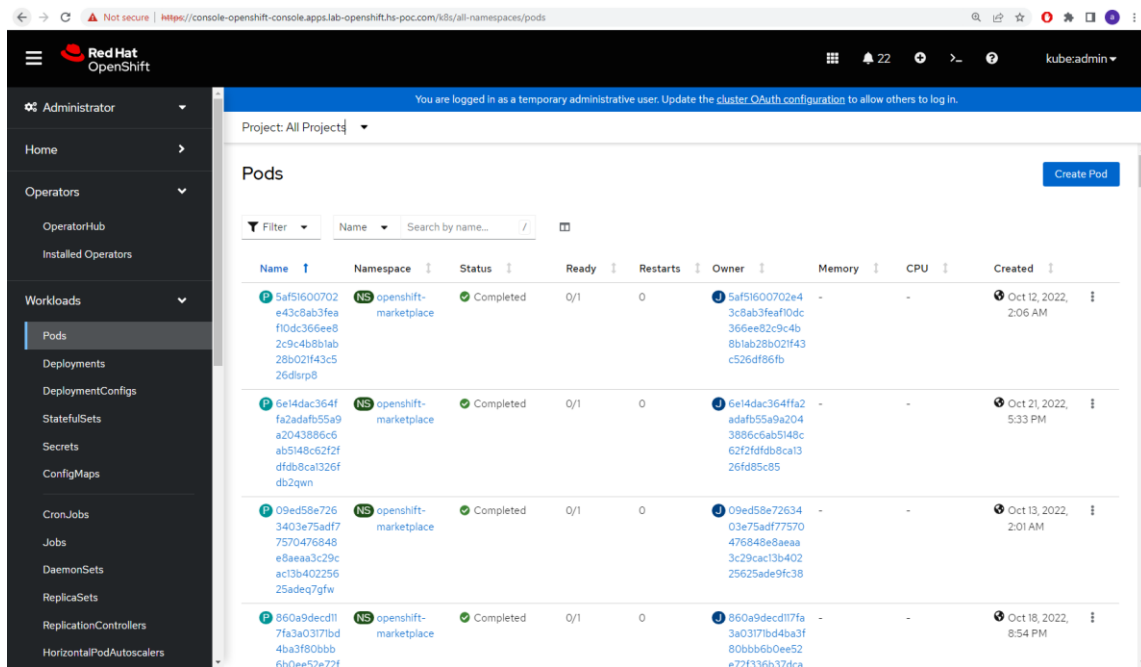 Not secure | https://console-openshift-console.apps.lab-openshift.hs-poc.com/k8s/all-namespaces/pods
a
Red Hat
OpenShift
22
kube:admin
Administrator
You are logged in as a temporary administrative user. Update the cluster OAuth configuration to allow others to log in.
Project: All Projects
Home
Operators
OperatorHub
Installed Operators
Workloads
Pods
Deployments
DeploymentConfigs
StatefulSets
Secrets
ConfigMaps
CronJobs
Jobs
DaemonSets
ReplicaSets
ReplicationControllers
HorizontalPodAutoscalers
Pods
Create Pod
Filter Name Search by name... /
Name Namespace Status Ready Restarts Owner Memory CPU Created
P 5af51600702 NS openshift- Completed 0/1 0 J 5af51600702e4 - - Oct 12, 2022,
e43c8ab3fea marketplace 3c8ab3feaf10dc 2:06 AM
f10dc366ee8 366ee82c9c4b
2c9c4b8b1ab 8b1ab28b021f43
28b021f43c5 c526df86fb
26dlsrp8
P 6e14dac364f NS openshift- Completed 0/1 0 J 6e14dac364ffa2 - - Oct 21, 2022,
fa2adafb55a9 marketplace adafb55a9a204 5:33 PM
a2043886c6 3886c6ab5148c
ab5148c62f2f 62f2fdfdb8ca13
dfdb8ca1326f 26fd85c85
db2qwn
P 09ed58e726 NS openshift- Completed 0/1 0 J 09ed58e72634 - - Oct 13, 2022,
3403e75adf7 marketplace 03e75adf77570 2:01 AM
7570476848 476848e8aeaa
e8aeaa3c29c 3c29cac13b402
ac13b402256 25625ade9fc38
25adeq7gfw
P 860a9decd11 NS openshift- Completed 0/1 0 J 860a9decd117fa - - Oct 18, 2022,
7fa3a03171bd marketplace 3a03171bd4ba3f 8:54 PM
4ba3f80bbb 80bbb6b0ee52
6b0ee52e72f e72f336b37dca